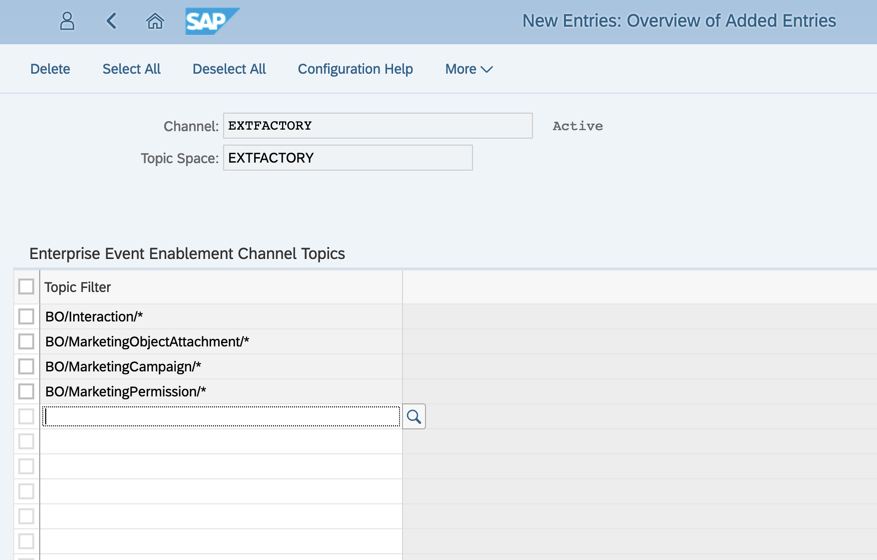 SAP New Entries: Overview of Added Entries
Delete Select All Deselect All Configuration Help More
Channel: EXTFACTORY Active
Topic Space: EXTFACTORY
Enterprise Event Enablement Channel Topics
Topic Filter
BO/Interaction/*
BO/MarketingObjectAttachment/*
BO/MarketingCampaign/*
BO/MarketingPermission/*